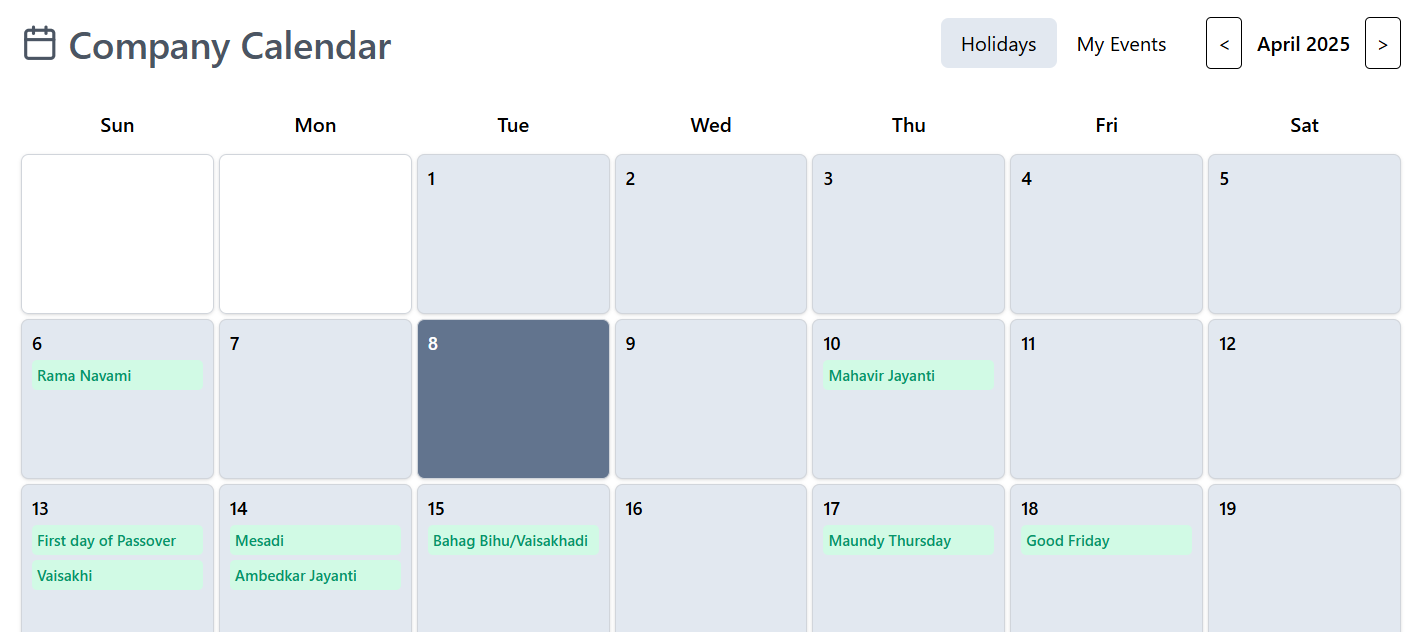 Company Calendar
Holidays My Events < April 2025 >
Sun Mon Tue Wed Thu Fri Sat
1 2 3 4 5
6 7 8 9 10 11 12
Rama Navami Mahavir Jayanti
13 14 15 16 17 18 19
First day of Passover Mesadi Bahag Bihu/Vaisakhadi Maundy Thursday Good Friday
Vaisakhi Ambedkar Jayanti